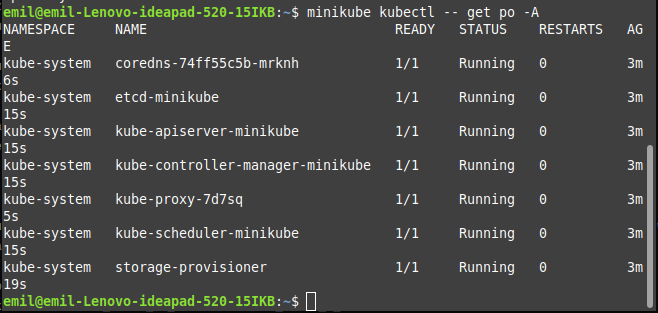 emil@emil-Lenovo-ideapad-520-15IKB:~$ minikube kubectl -- get po -A
NAMESPACE NAME READY STATUS RESTARTS AG
E
kube-system coredns-74ff55c5b-mrknh 1/1 Running 0 3m
6s
kube-system etcd-minikube 1/1 Running 0 3m
15s
kube-system kube-apiserver-minikube 1/1 Running 0 3m
15s
kube-system kube-controller-manager-minikube 1/1 Running 0 3m
15s
kube-system kube-proxy-7d7sq 1/1 Running 0 3m
5s
kube-system kube-scheduler-minikube 1/1 Running 0 3m
15s
kube-system storage-provisioner 1/1 Running 0 3m
19s
emil@emil-Lenovo-ideapad-520-15IKB:~$